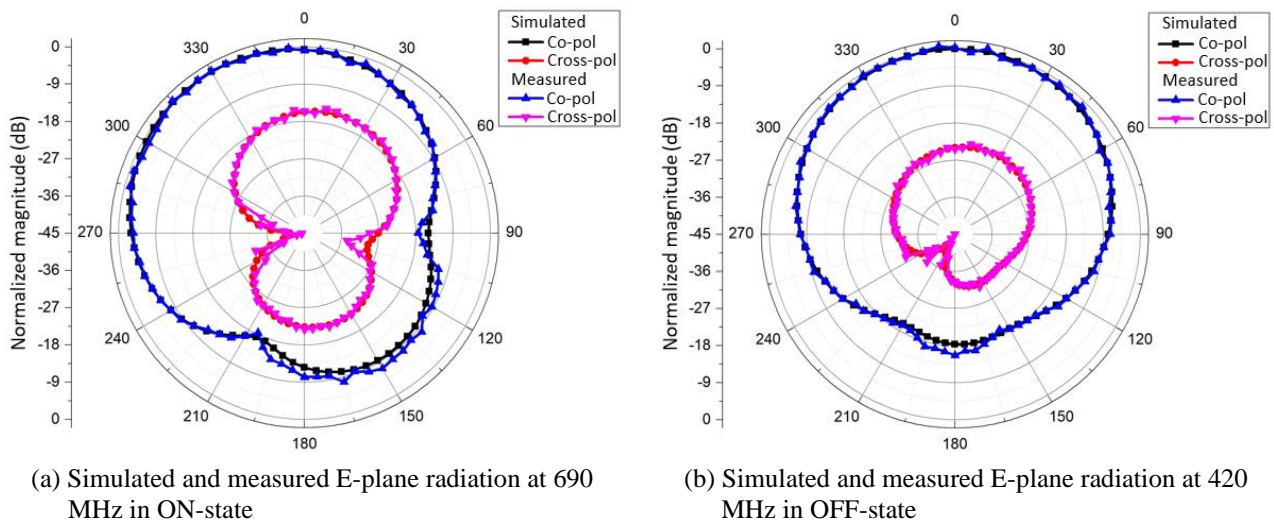 0
Simulated
Co-pol
Cross-pol
Measured
Co-pol
Cross-pol
330
30
300
60
270
90
240
120
210
150
180
0
-9
-18
-27
-36
-45
-36
-27
-18
-9
0
Normalized magnitude (dB)
(a) Simulated and measured E-plane radiation at 690
MHz in ON-state
0
Simulated
Co-pol
Cross-pol
Measured
Co-pol
Cross-pol
330
30
300
60
270
90
240
120
210
150
180
0
-9
-18
-27
-36
-45
-36
-27
-18
-9
0
Normalized magnitude (dB)
(b) Simulated and measured E-plane radiation at 420
MHz in OFF-state